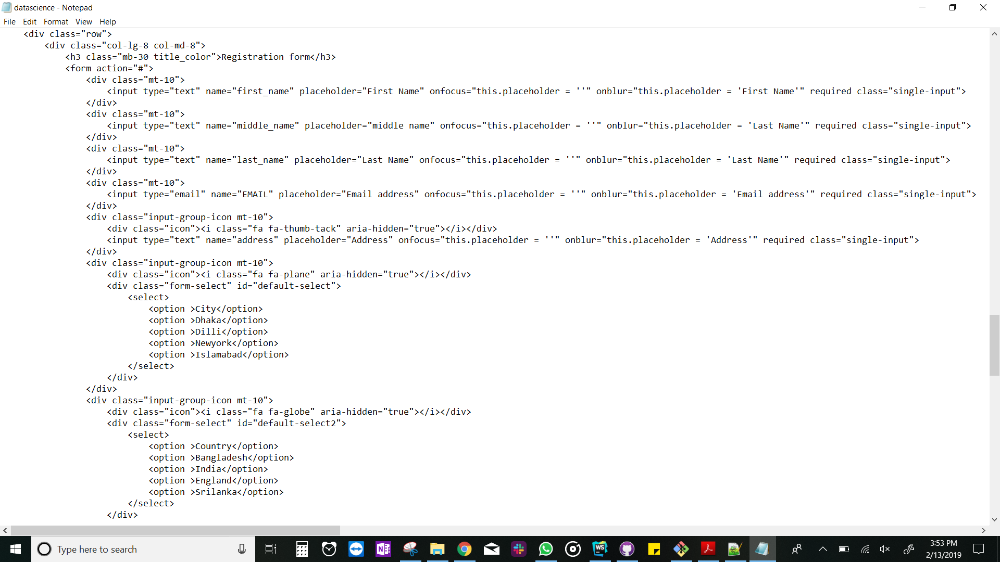 datascience - Notepad
File Edit Format View Help
<div class="row">
<div class="col-lg-8 col-md-8">
<h3 class="mb-30 title_color">Registration form</h3>
<form action="#">
<div class="mt-10">
<input type="text" name="first_name" placeholder="First Name" onfocus="this.placeholder = ''" onblur="this.placeholder = 'First Name'" required class="single-input">
</div>
<div class="mt-10">
<input type="text" name="middle_name" placeholder="middle name" onfocus="this.placeholder = ''" onblur="this.placeholder = 'Last Name'" required class="single-input">
</div>
<div class="mt-10">
<input type="text" name="last_name" placeholder="Last Name" onfocus="this.placeholder = ''" onblur="this.placeholder = 'Last Name'" required class="single-input">
</div>
<div class="mt-10">
<input type="email" name="EMAIL" placeholder="Email address" onfocus="this.placeholder = ''" onblur="this.placeholder = 'Email address'" required class="single-input">
</div>
<div class="input-group-icon mt-10">
<div class="icon"><i class="fa fa-thumb-tack" aria-hidden="true"></i></div>
<input type="text" name="address" placeholder="Address" onfocus="this.placeholder = ''" onblur="this.placeholder = 'Address'" required class="single-input">
</div>
<div class="input-group-icon mt-10">
<div class="icon"><i class="fa fa-plane" aria-hidden="true"></i></div>
<div class="form-select" id="default-select">
<select>
<option >City</option>
<option >Dhaka</option>
<option >Dilli</option>
<option >Newyork</option>
<option >Islamabad</option>
</select>
</div>
</div>
<div class="input-group-icon mt-10">
<div class="icon"><i class="fa fa-globe" aria-hidden="true"></i></div>
<div class="form-select" id="default-select2">
<select>
<option >Country</option>
<option >Bangladesh</option>
<option >India</option>
<option >England</option>
<option >Srilanka</option>
</select>
</div>
Type here to search
N
WS
3:53 PM
2/13/2019